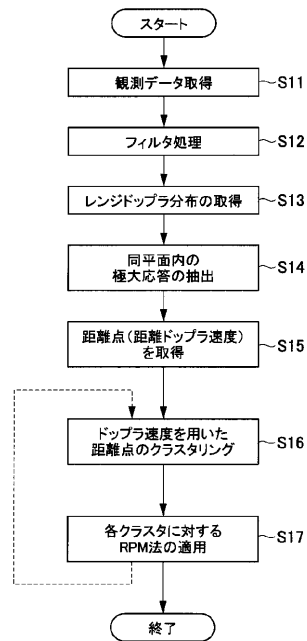 スタート
観測データ取得
S11
フィルタ処理
S12
レンジドップラ分布の取得
S13
同平面内の
極大応答の抽出
S14
距離点(距離ドップラ速度)
を取得
S15
ドップラ速度を用いた
距離点のクラスタリング
S16
各クラスタに対する
RPM法の適用
S17
終了